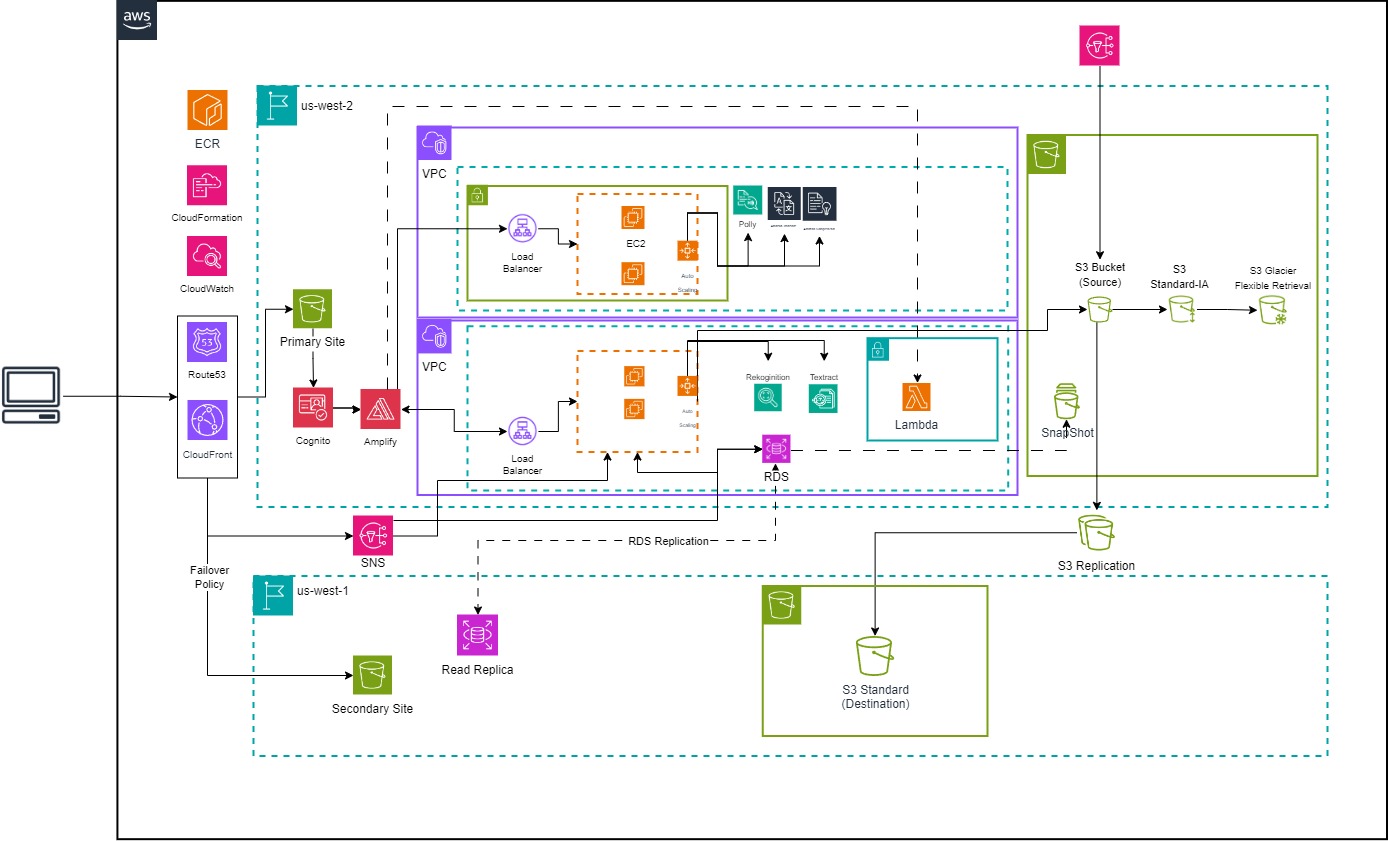 aws
ECR
CloudFormation
CloudWatch
53
Route53
CloudFront
us-west-2
Primary Site
Cognito
Amplify
VPC
Load
Balancer
EC2
Auto
Scaling
Polly
VPC
Load
Balancer
Auto
Scaling
Rekoginition
Textract
RDS
Lambda
S3 Bucket
(Source)
S3
Standard-IA
S3 Glacier
Flexible Retrieval
SnapShot
SNS
RDS Replication
S3 Replication
Failover
Policy
us-west-1
Read Replica
Secondary Site
S3 Standard
(Destination)